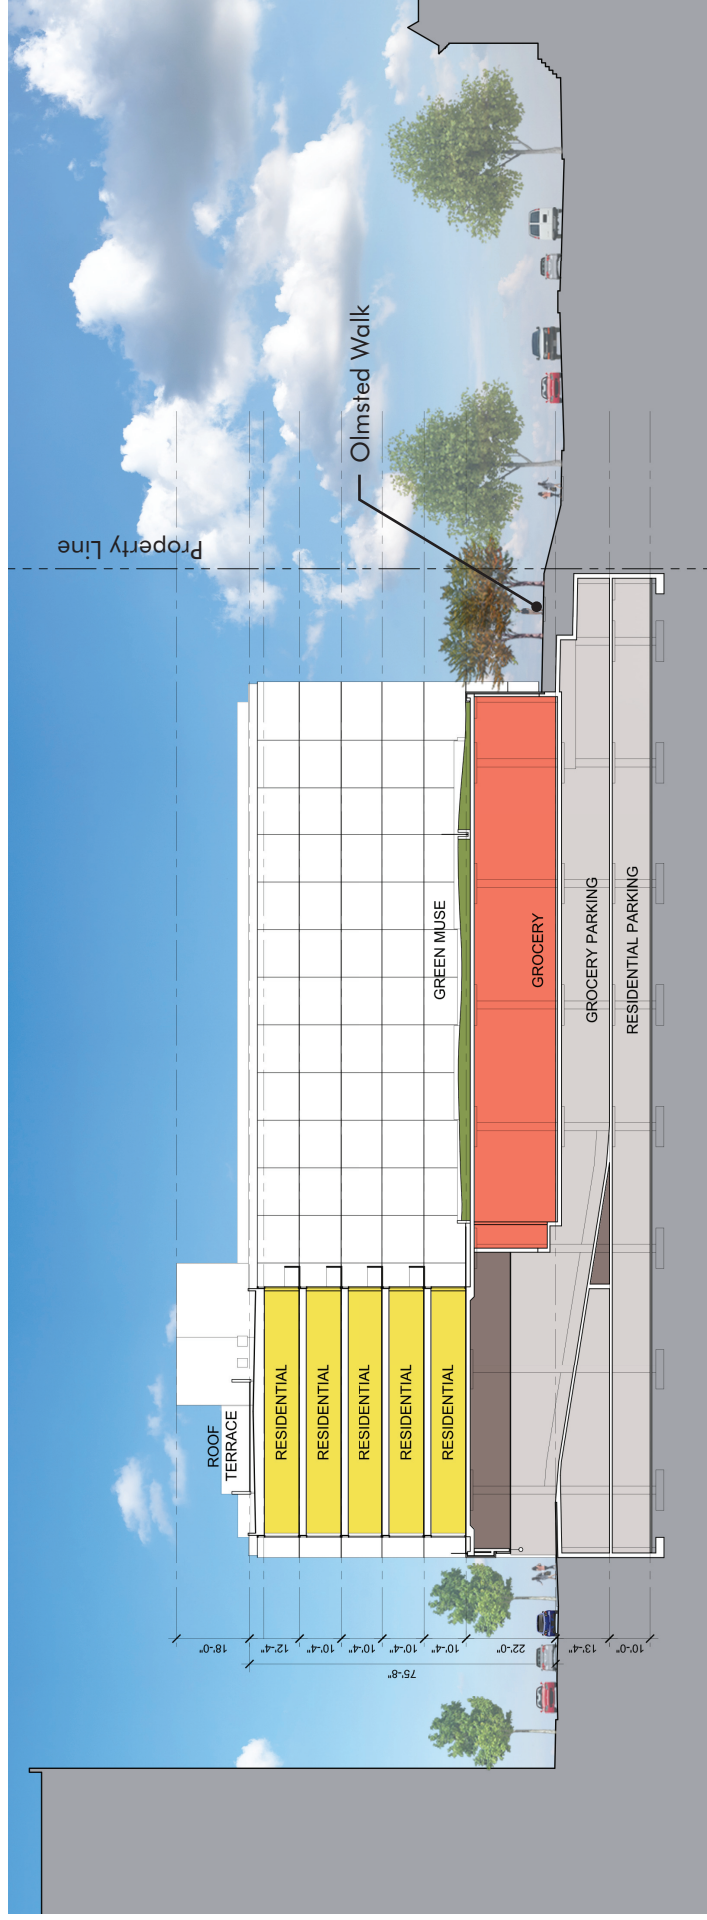 Property Line
Olmsted Walk
ROOF
TERRACE
RESIDENTIAL
RESIDENTIAL
RESIDENTIAL
RESIDENTIAL
RESIDENTIAL
GREEN MUSE
GROCERY
GROCERY PARKING
RESIDENTIAL PARKING
18'-0"
12'-4"
10'-4"
10'-4"
10'-4"
10'-4"
22'-0"
13'-4"
10'-0"
75'-8"